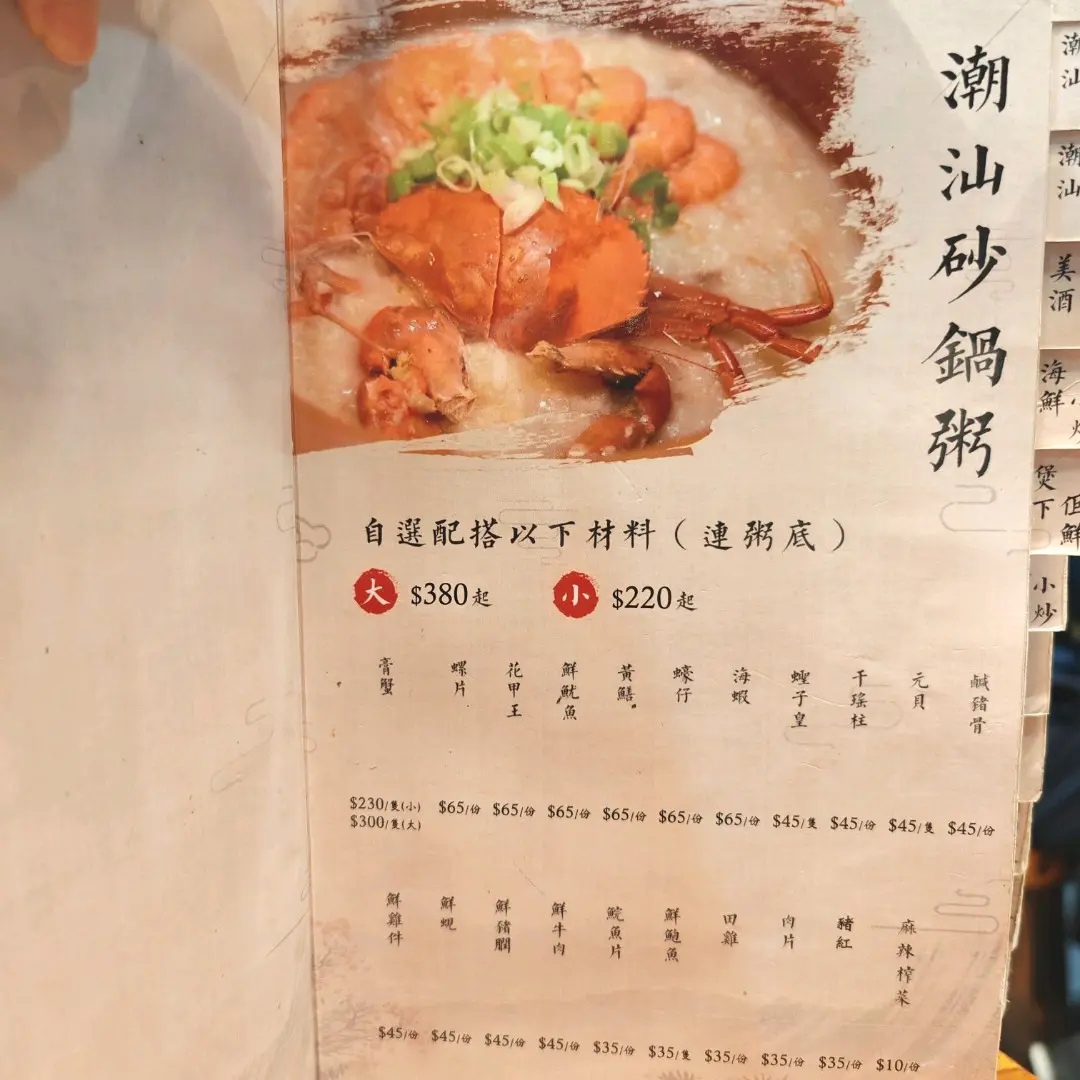 潮汕砂鍋粥
自選配搭以下材料（連粥底）
大 $380起 小 $220起
膏蟹 $230/隻(小) $300/隻(大)
螺片 $65/份
花甲王 $65/份
鮮魷魚 $65/份
黃鱔 $65/份
蠔仔 $65/份
海蝦 $65/份
蟶子皇 $45/隻
干瑤柱 $45/份
元貝 $45/隻
鹹豬骨 $45/份
鮮雞件 $45/份
鮮蜆 $45/份
鮮豬膶 $45/份
鮮牛肉 $45/份
鯇魚片 $35/份
鮮鮑魚 $35/隻
田雞 $35/份
肉片 $35/份
豬紅 $35/份
麻辣榨菜 $10/份
潮汕
潮汕
美酒
海鮮小炒
煲下佢鮮
小炒